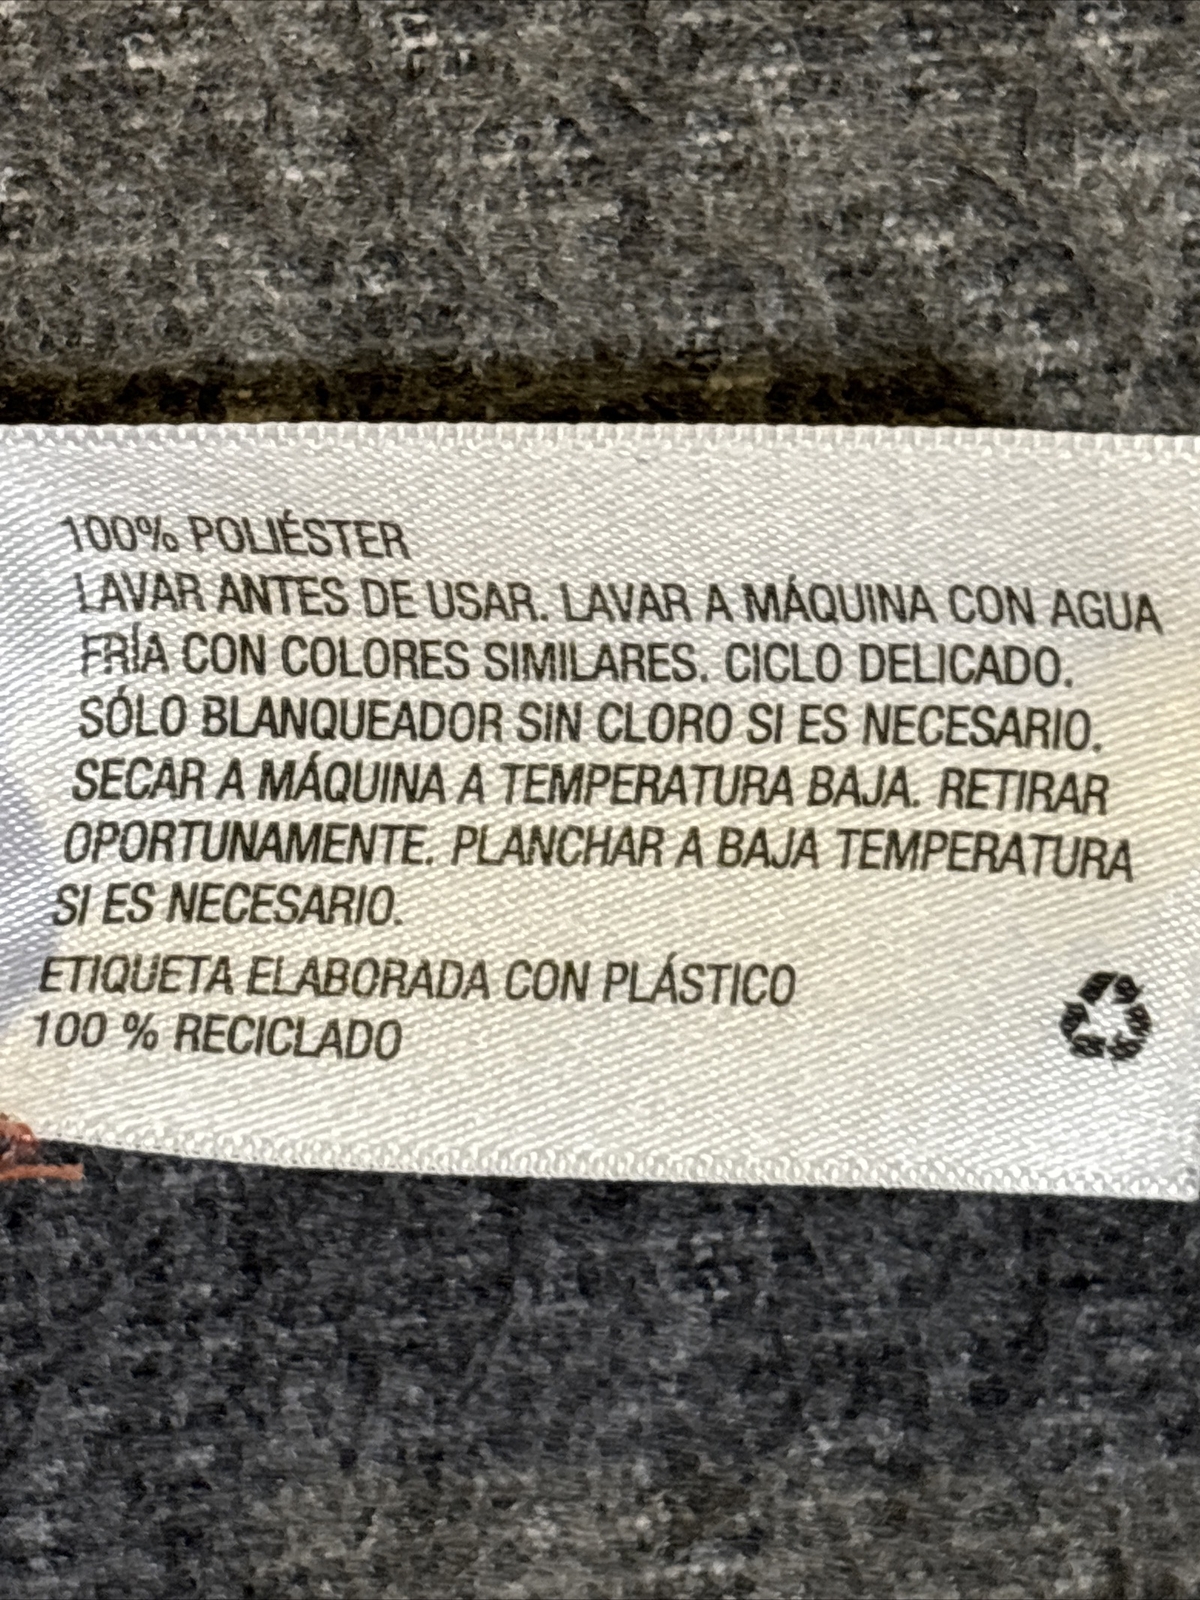 100% POLIÉSTER
LAVAR ANTES DE USAR. LAVAR A MÁQUINA CON AGUA
FRÍA CON COLORES SIMILARES. CICLO DELICADO.
SÓLO BLANQUEADOR SIN CLORO SI ES NECESARIO.
SECAR A MÁQUINA A TEMPERATURA BAJA. RETIRAR
OPORTUNAMENTE. PLANCHAR A BAJA TEMPERATURA
SI ES NECESARIO.
ETIQUETA ELABORADA CON PLÁSTICO
100 % RECICLADO